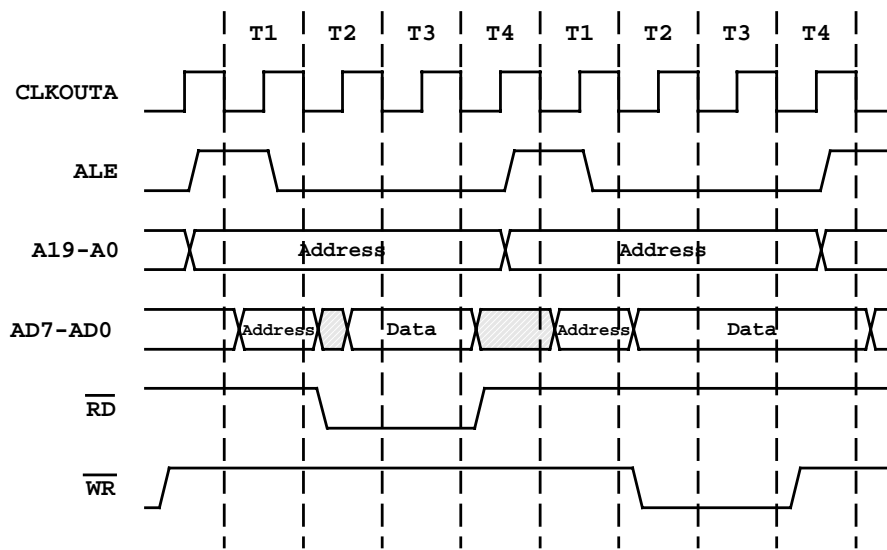 T1 T2 T3 T4 T1 T2 T3 T4
CLKOUTA
ALE
A19-A0 Address Address
AD7-AD0 Address Data Address Data
RD
WR